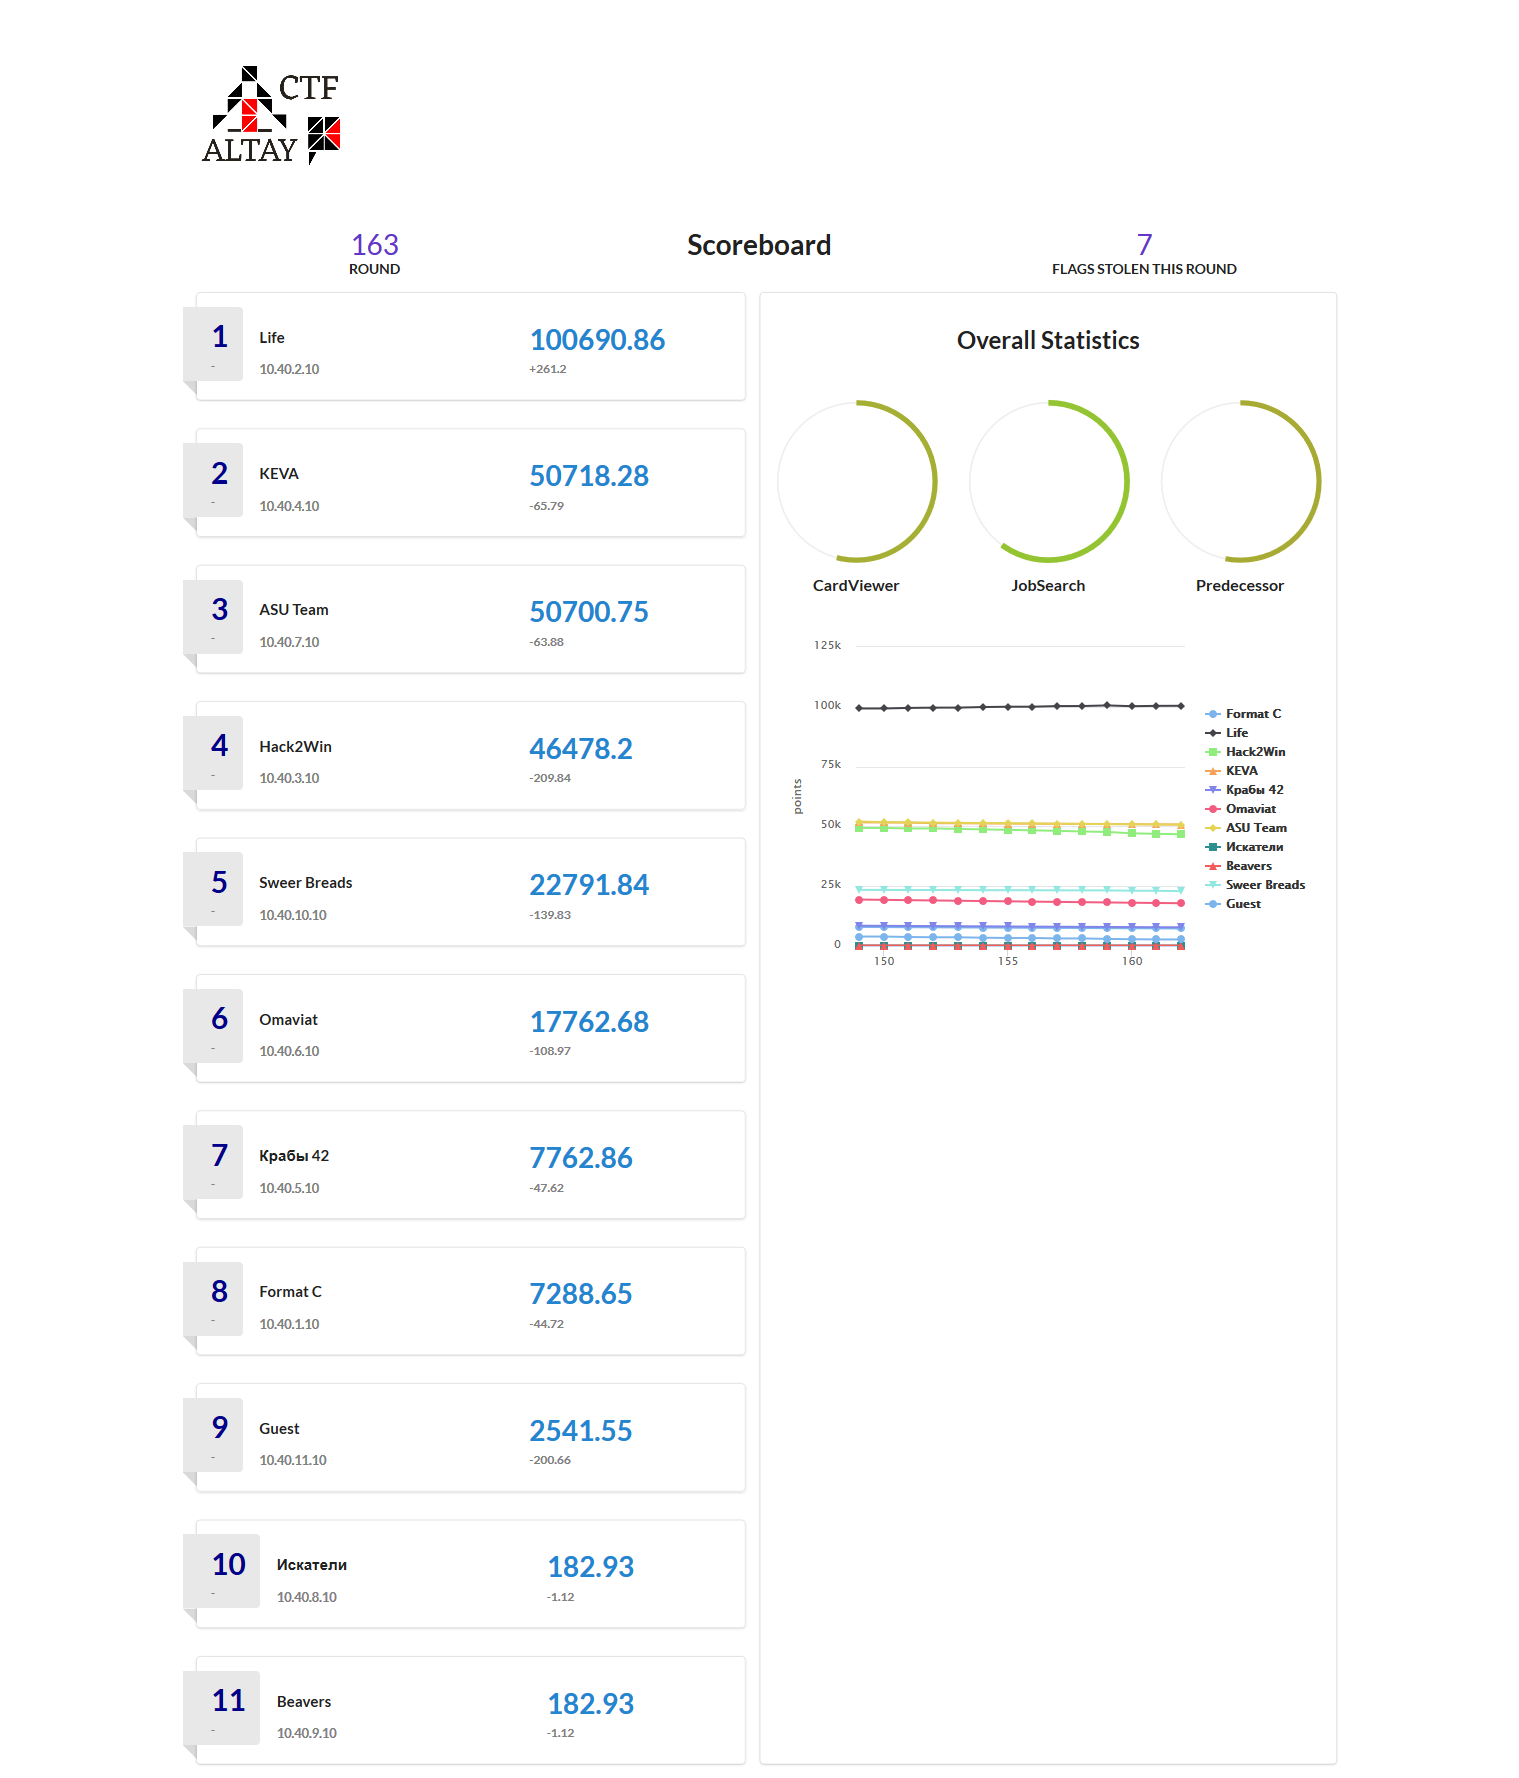 CTF
ALTAY
163
ROUND
Scoreboard
7
FLAGS STOLEN THIS ROUND
1
-
Life
10.40.2.10
100690.86
+261.2
2
-
KEVA
10.40.4.10
50718.28
-65.79
3
-
ASU Team
10.40.7.10
50700.75
-63.88
4
-
Hack2Win
10.40.3.10
46478.2
-209.84
5
-
Sweer Breads
10.40.10.10
22791.84
-139.83
6
-
Omaviat
10.40.6.10
17762.68
-108.97
7
-
Крабы 42
10.40.5.10
7762.86
-47.62
8
-
Format C
10.40.1.10
7288.65
-44.72
9
-
Guest
10.40.11.10
2541.55
-200.66
10
-
Искатели
10.40.8.10
182.93
-1.12
11
-
Beavers
10.40.9.10
182.93
-1.12
Overall Statistics
CardViewer
JobSearch
Predecessor
points
125k
100k
75k
50k
25k
0
150
155
160
Format C
Life
Hack2Win
KEVA
Крабы 42
Omaviat
ASU Team
Искатели
Beavers
Sweer Breads
Guest